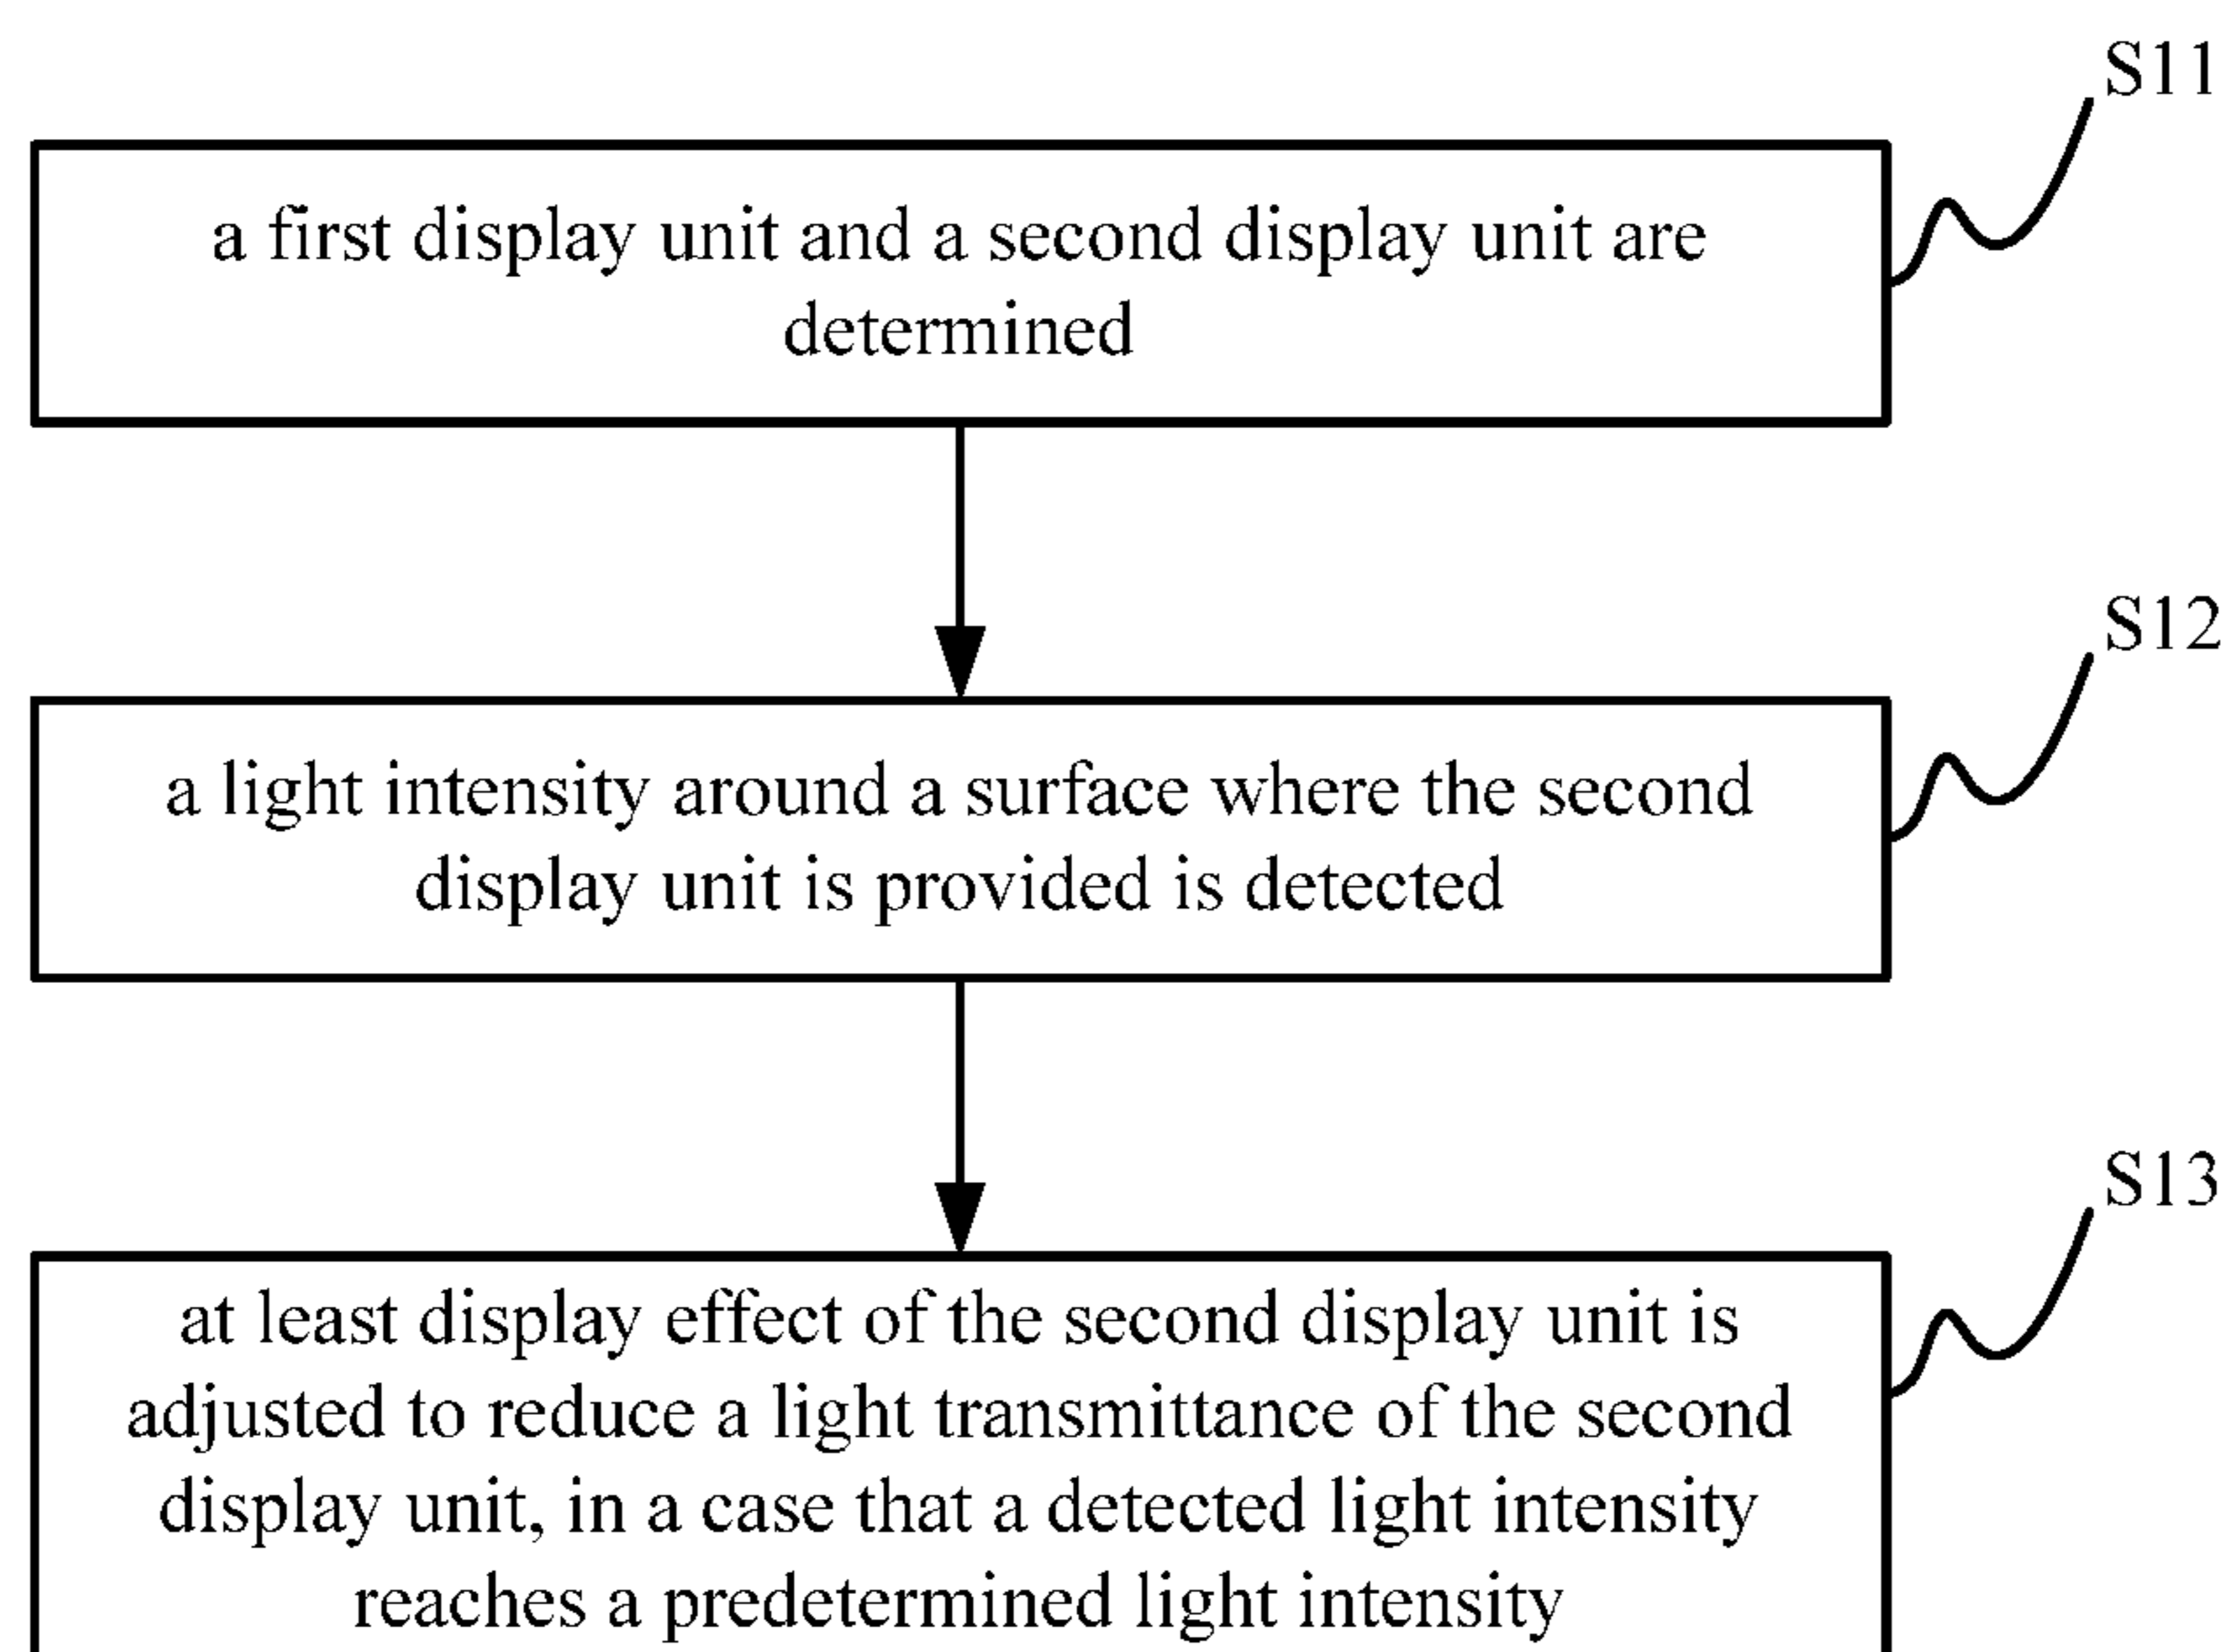 S11
a first display unit and a second display unit are
determined
S12
a light intensity around a surface where the second
display unit is provided is detected
S13
at least display effect of the second display unit is
adjusted to reduce a light transmittance of the second
display unit, in a case that a detected light intensity
reaches a predetermined light intensity